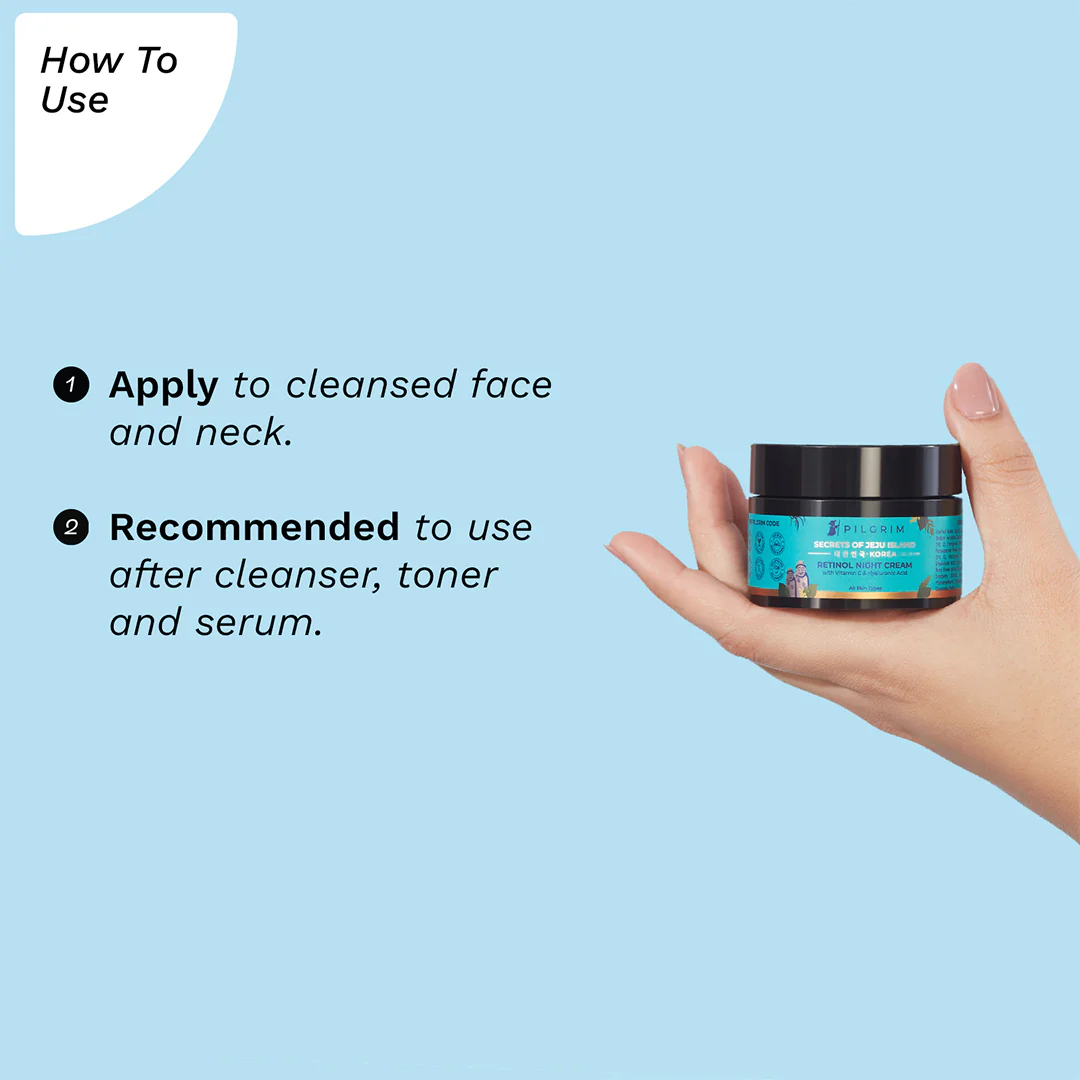 How To
Use
1 Apply to cleansed face
and neck.
2 Recommended to use
after cleanser, toner
and serum.
PILGRIM CODE
PILGRIM
SECRETS OF JEJU ISLAND
대한민국 • KOREA
RETINOL NIGHT CREAM
with Vitamin C & Hyaluronic Acid
All Skin Types